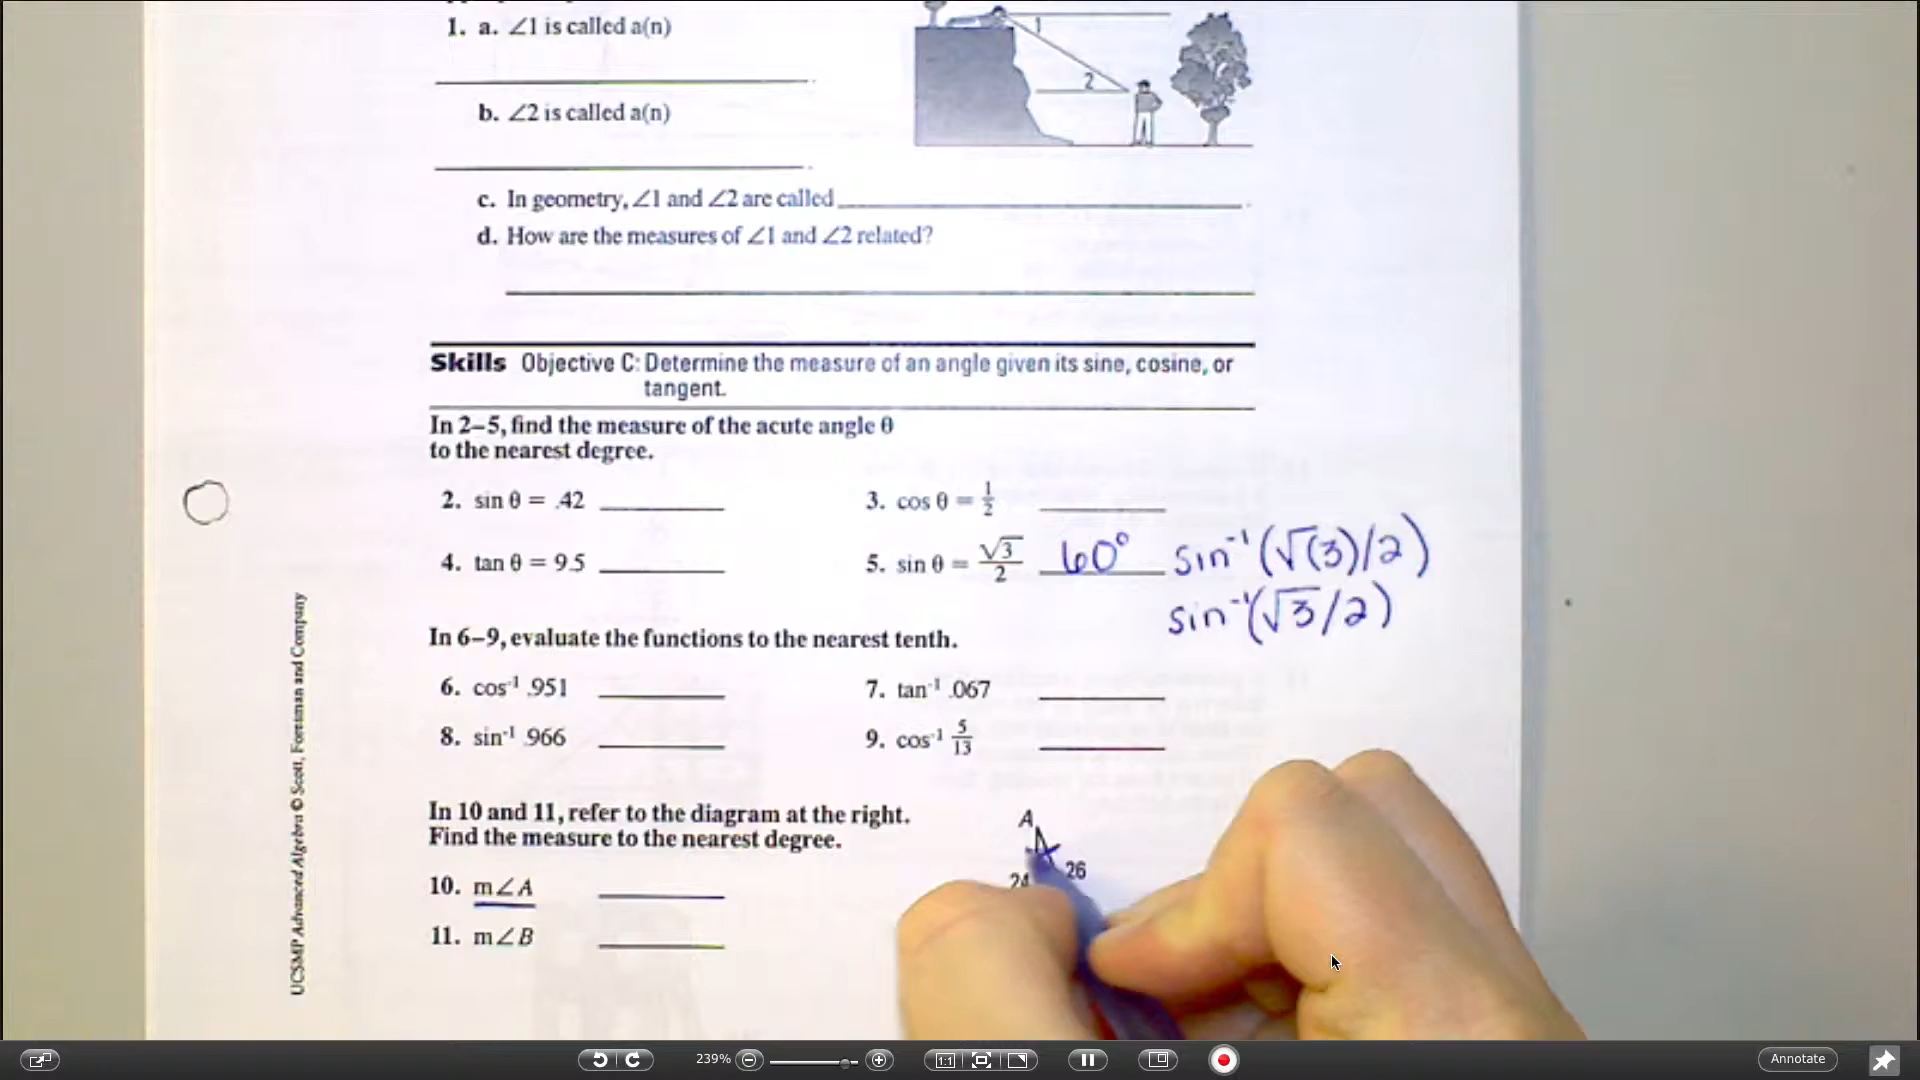 1. a. ∠1 is called a(n)
1
2
b. ∠2 is called a(n)
c. In geometry, ∠1 and ∠2 are called
d. How are the measures of ∠1 and ∠2 related?
Skills Objective C: Determine the measure of an angle given its sine, cosine, or
tangent.
In 2–5, find the measure of the acute angle θ
to the nearest degree.
2. sin θ = .42
3. cos θ = 1/2
4. tan θ = 9.5
5. sin θ = √3/2 60° sin⁻¹(√(3)/2)
sin⁻¹(√3/2)
In 6–9, evaluate the functions to the nearest tenth.
6. cos⁻¹ .951
7. tan⁻¹ .067
8. sin⁻¹ .966
9. cos⁻¹ 5/13
In 10 and 11, refer to the diagram at the right.
Find the measure to the nearest degree.
A
26
24
10. m∠A
11. m∠B
UCSMP Advanced Algebra © Scott, Foresman and Company
239%
1:1
Annotate